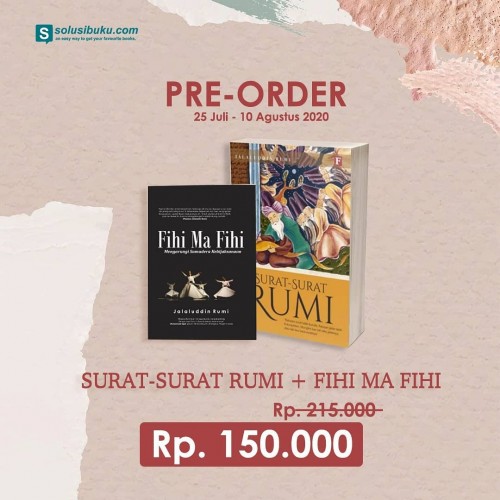 solusibuku.com
an easy way to get your favourite books.
PRE-ORDER
25 Juli - 10 Agustus 2020
JALALUDDIN RUMI
F
Fihi Ma Fihi
Mengarungi Samudera Kebijaksanaan
Jalaluddin Rumi
SURAT-SURAT
RUMI
SURAT-SURAT RUMI + FIHI MA FIHI
Rp. 215.000
Rp. 150.000